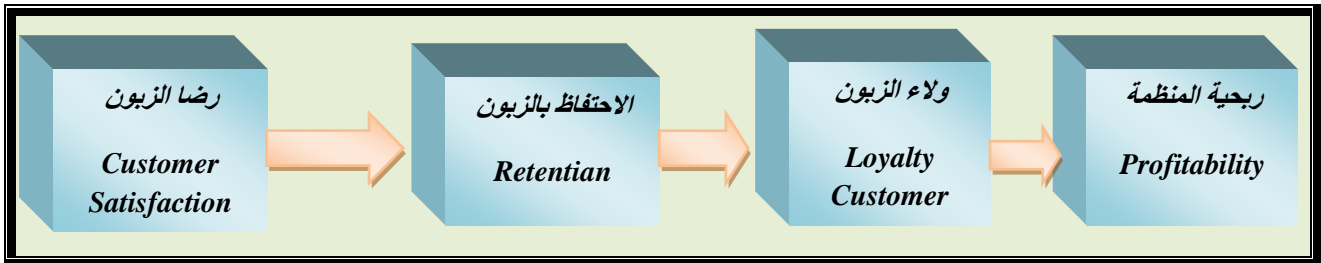 رضا الزبون
Customer
Satisfaction
الاحتفاظ بالزبون
Retentian
ولاء الزبون
Loyalty
Customer
ربحية المنظمة
Profitability